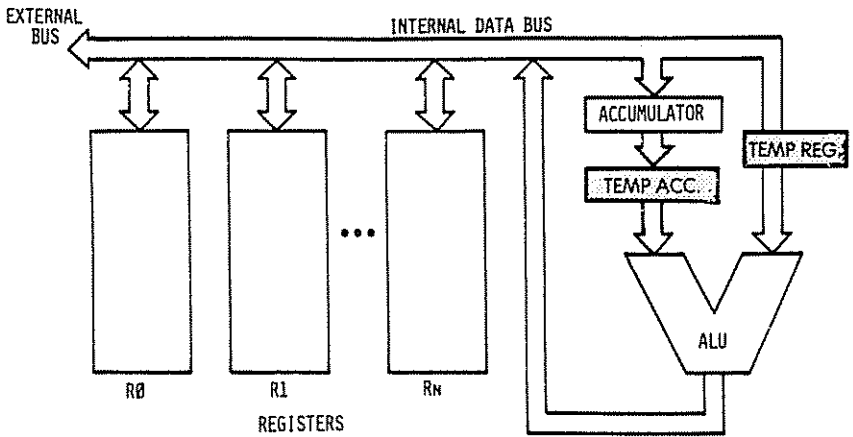 EXTERNAL
BUS
INTERNAL DATA BUS
ACCUMULATOR
TEMP REG.
TEMP ACC.
ALU
RØ
R1
RN
REGISTERS